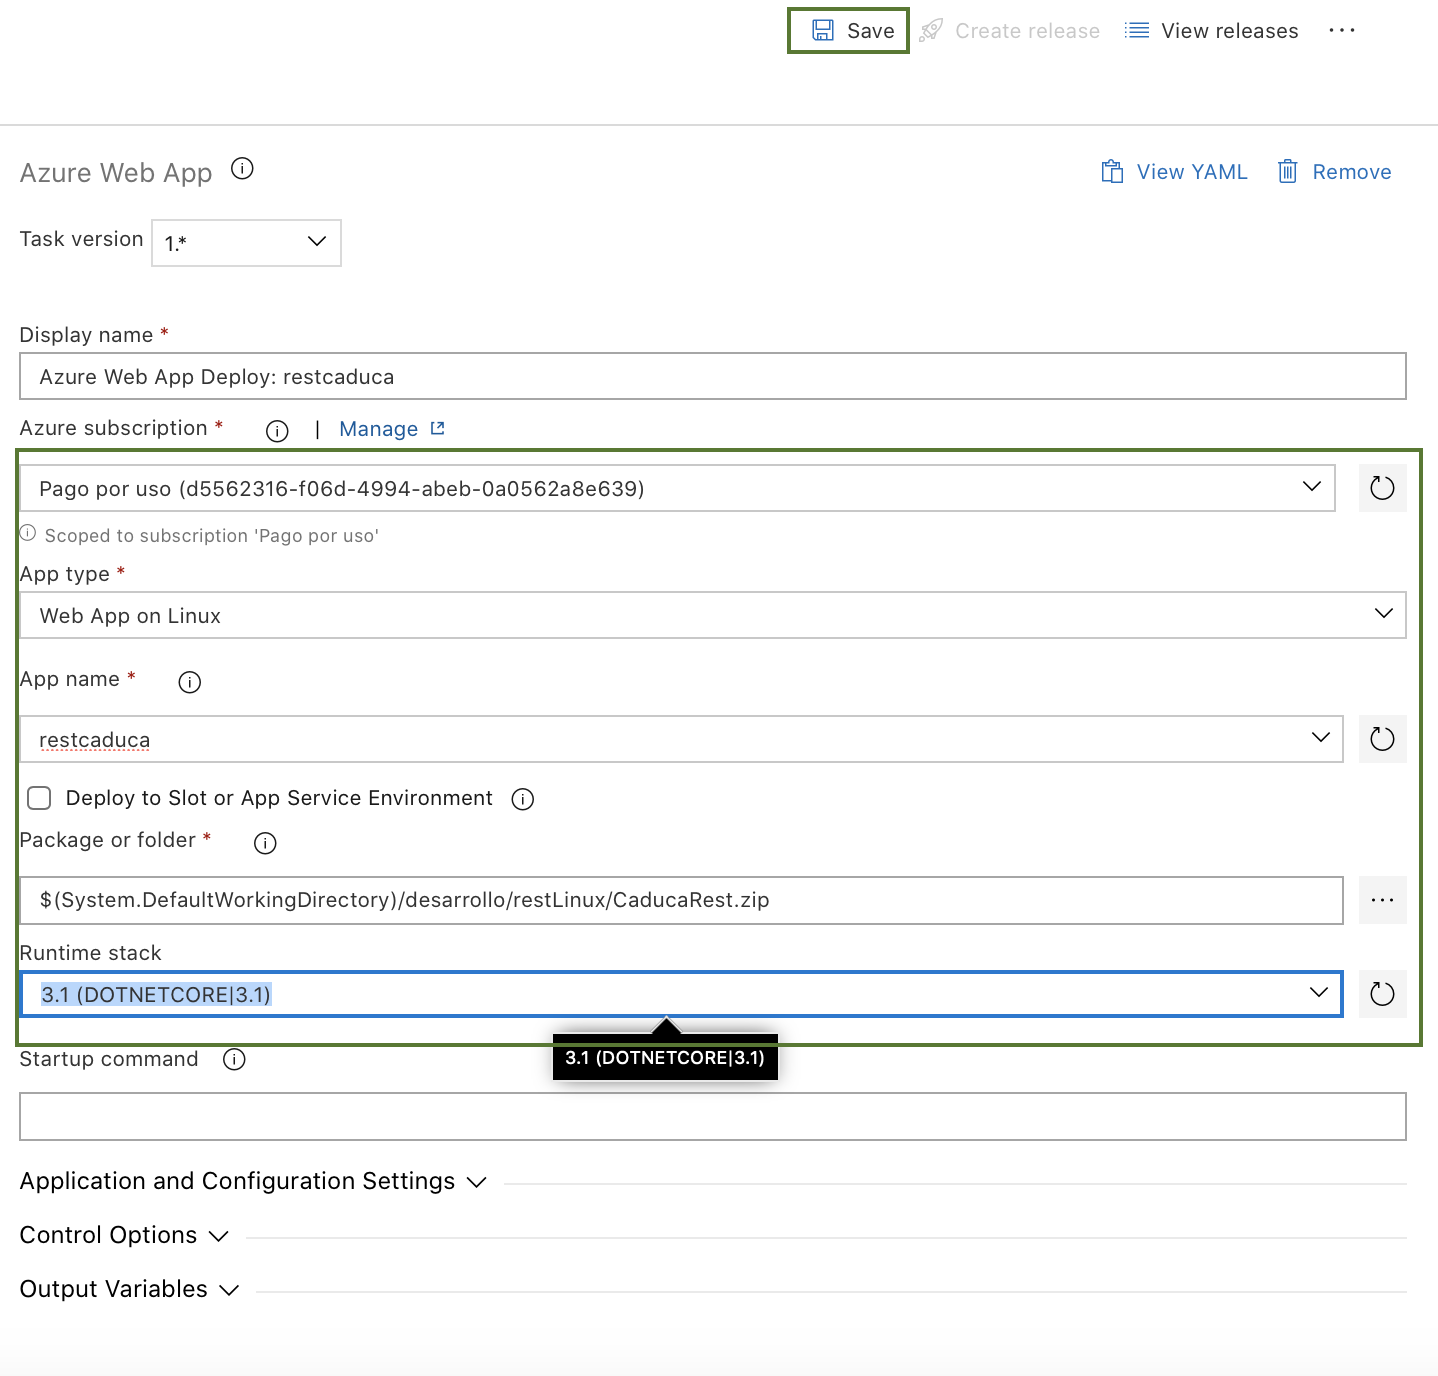 Save Create release View releases ...
Azure Web App
View YAML Remove
Task version 1.*
Display name *
Azure Web App Deploy: restcaduca
Azure subscription * | Manage
Pago por uso (d5562316-f06d-4994-abeb-0a0562a8e639)
Scoped to subscription 'Pago por uso'
App type *
Web App on Linux
App name *
restcaduca
Deploy to Slot or App Service Environment
Package or folder *
$(System.DefaultWorkingDirectory)/desarrollo/restLinux/CaducaRest.zip
...
Runtime stack
3.1 (DOTNETCORE|3.1)
3.1 (DOTNETCORE|3.1)
Startup command
Application and Configuration Settings
Control Options
Output Variables